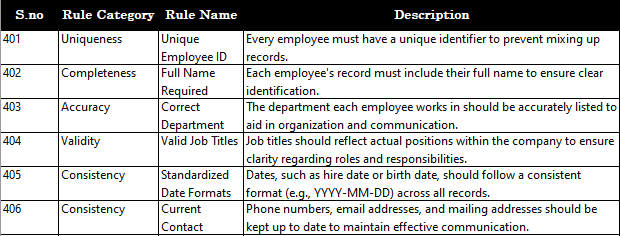 S.no Rule Category Rule Name Description
401 Uniqueness Unique Every employee must have a unique identifier to prevent mixing up
Employee ID records.
402 Completeness Full Name Each employee's record must include their full name to ensure clear
Required identification.
403 Accuracy Correct The department each employee works in should be accurately listed to
Department aid in organization and communication.
404 Validity Valid Job Titles Job titles should reflect actual positions within the company to ensure
clarity regarding roles and responsibilities.
405 Consistency Standardized Dates, such as hire date or birth date, should follow a consistent
Date Formats format (e.g., YYYY-MM-DD) across all records.
406 Consistency Current Phone numbers, email addresses, and mailing addresses should be
Contact kept up to date to maintain effective communication.